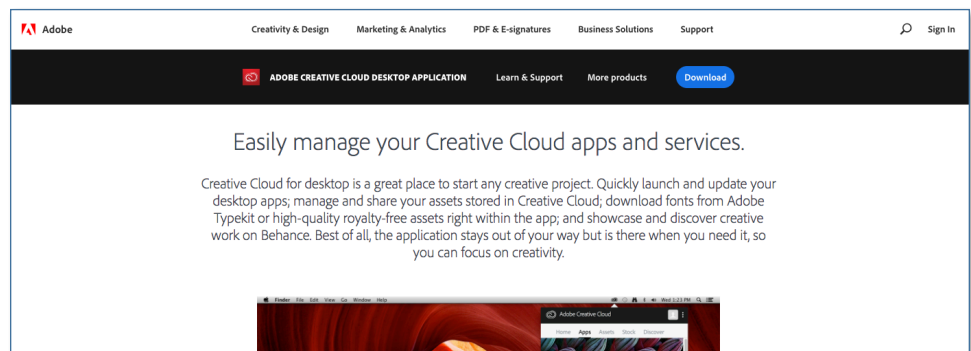 Adobe Creativity & Design Marketing & Analytics PDF & E-signatures Business Solutions Support Sign In
ADOBE CREATIVE CLOUD DESKTOP APPLICATION Learn & Support More products Download
Easily manage your Creative Cloud apps and services.
Creative Cloud for desktop is a great place to start any creative project. Quickly launch and update your
desktop apps; manage and share your assets stored in Creative Cloud; download fonts from Adobe
Typekit or high-quality royalty-free assets right within the app; and showcase and discover creative
work on Behance. Best of all, the application stays out of your way but is there when you need it, so
you can focus on creativity.
Finder File Edit View Go Window Help Wed 1:23 PM
Adobe Creative Cloud
Home Apps Assets Stock Discover